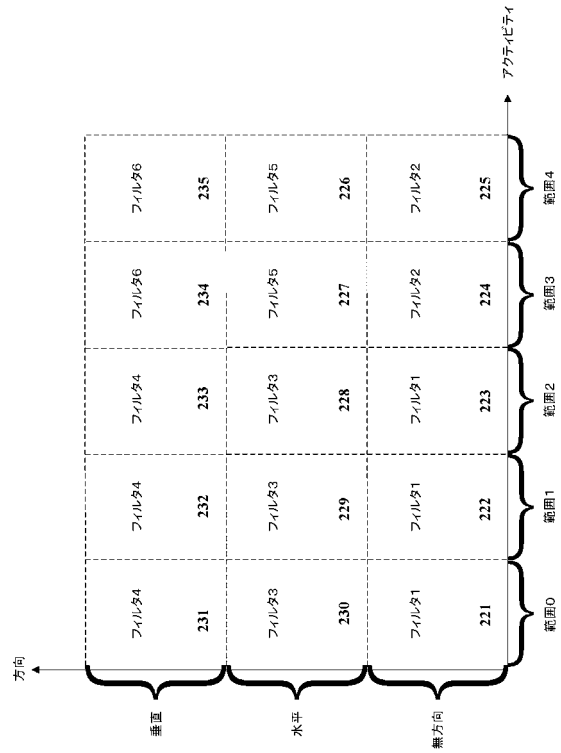 方向
垂直
フィルタ4
231
フィルタ4
232
フィルタ4
233
フィルタ6
234
フィルタ6
235
水平
フィルタ3
230
フィルタ3
229
フィルタ3
228
フィルタ5
227
フィルタ5
226
無方向
フィルタ1
221
フィルタ1
222
フィルタ1
223
フィルタ2
224
フィルタ2
225
範囲0
範囲1
範囲2
範囲3
範囲4
アクティビティ